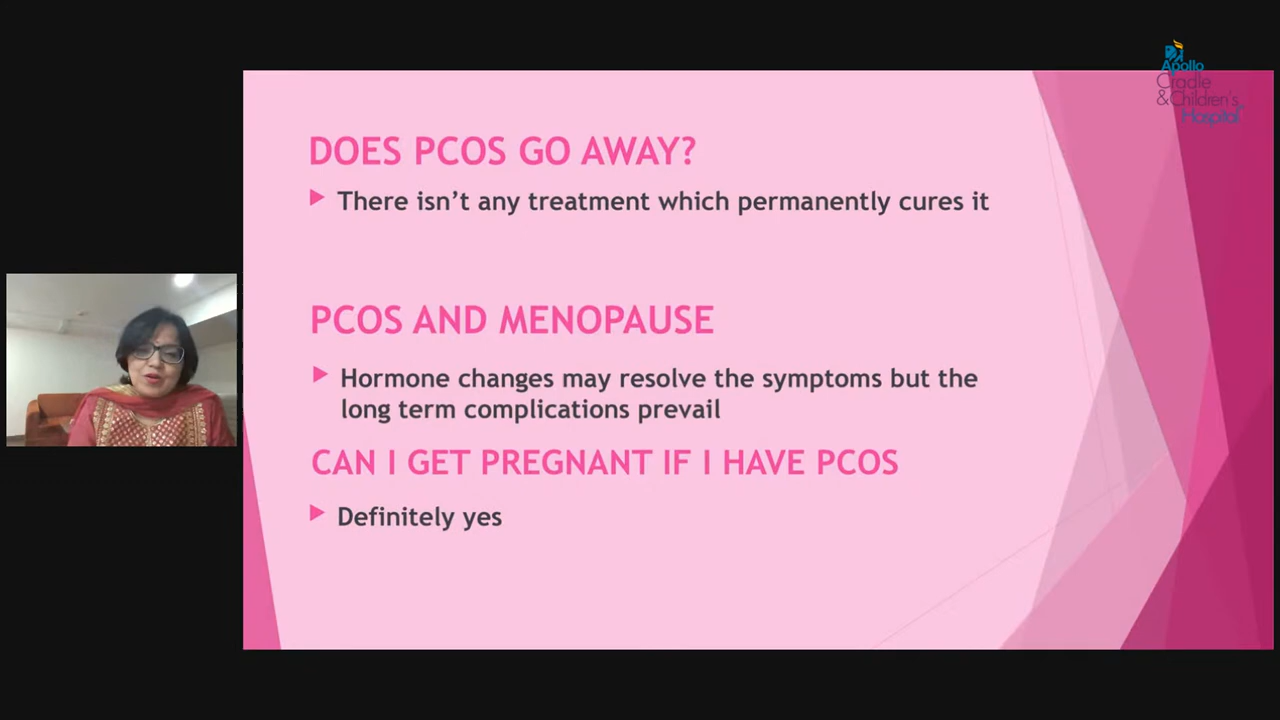 Apollo
Cradle
&Children's
Hospital
DOES PCOS GO AWAY?
There isn't any treatment which permanently cures it
PCOS AND MENOPAUSE
Hormone changes may resolve the symptoms but the
long term complications prevail
CAN I GET PREGNANT IF I HAVE PCOS
Definitely yes